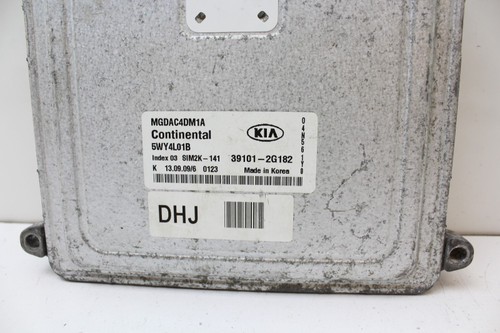 MGDAC4DM1A
Continental
5WY4L01B
KIA
Index 03 SIM2K-141 39101-2G182
K 13.09.09/6 0123 Made in Korea
DHJ